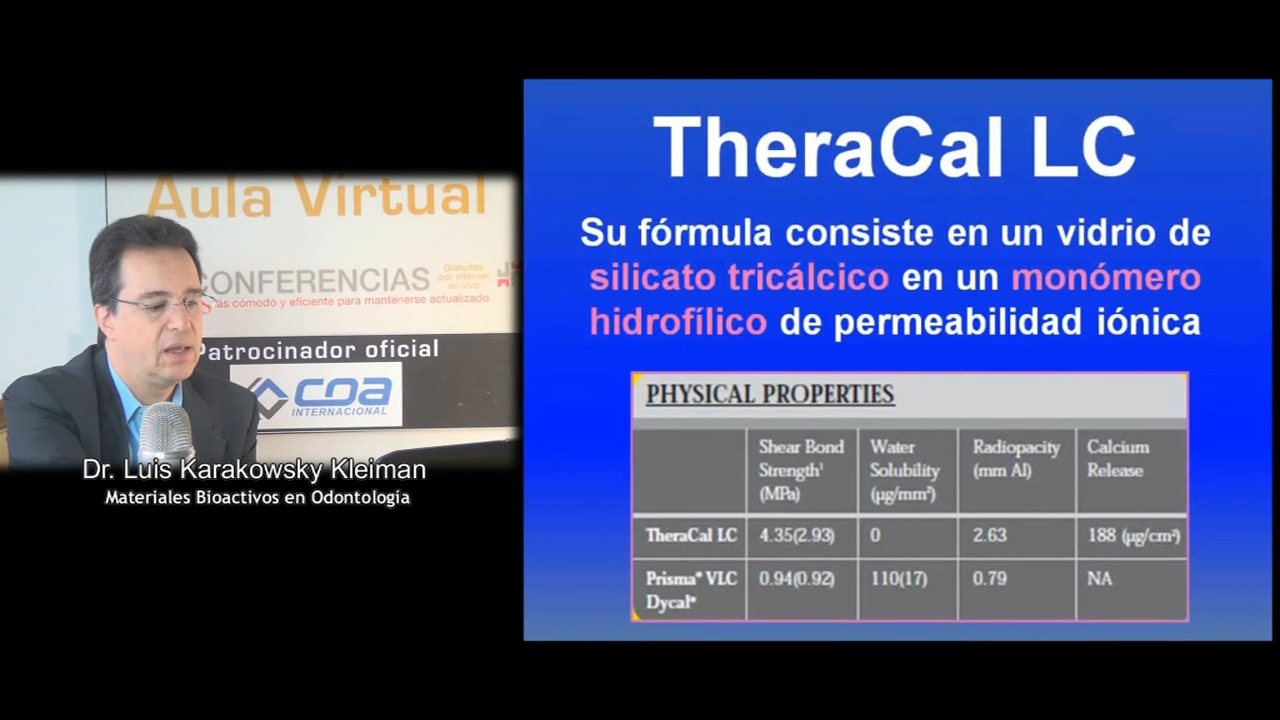 Aula Virtual
CONFERENCIAS
Gratuitas
por internet
en vivo
más cómodo y eficiente para mantenerse actualizado
Patrocinador oficial
COA
INTERNACIONAL
Dr. Luis Karakowsky Kleiman
Materiales Bioactivos en Odontología
TheraCal LC
Su fórmula consiste en un vidrio de
silicato tricálcico en un monómero
hidrofílico de permeabilidad iónica
PHYSICAL PROPERTIES
Shear Bond Strength¹ (MPa) Water Solubility (µg/mm²) Radiopacity (mm Al) Calcium Release
TheraCal LC 4.35(2.93) 0 2.63 188 (µg/cm²)
Prisma* VLC Dycal* 0.94(0.92) 110(17) 0.79 NA